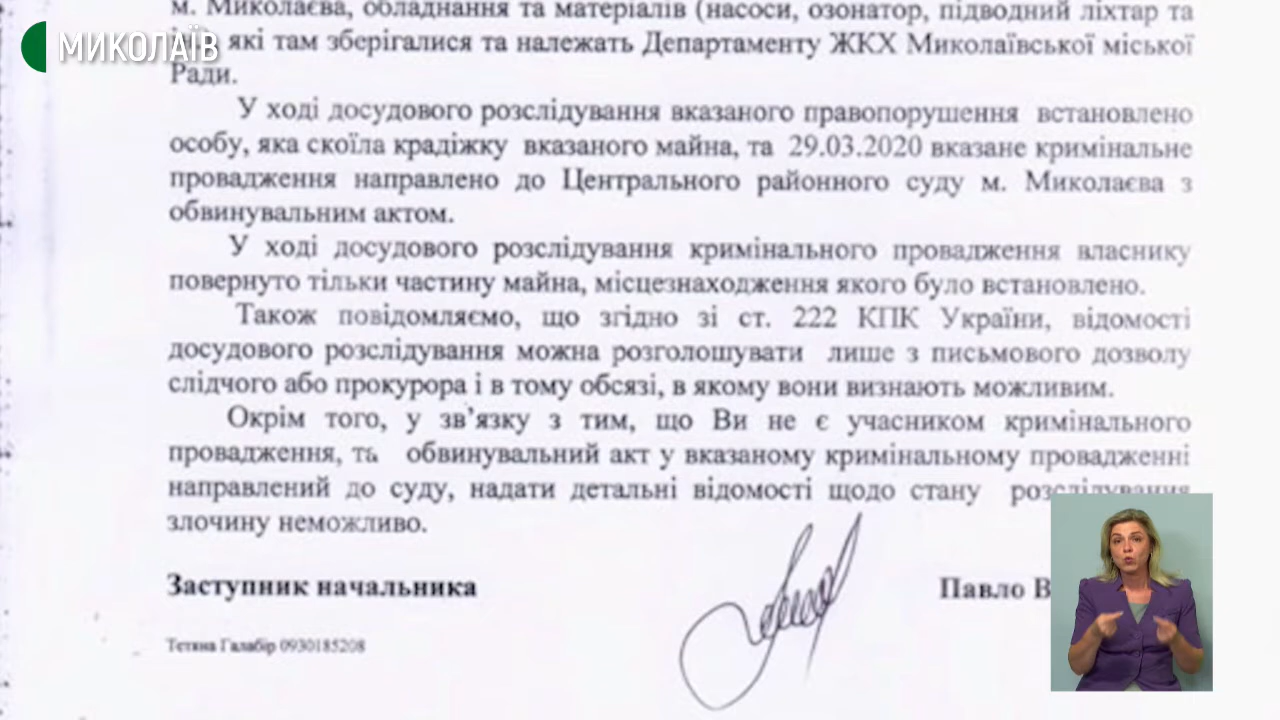 МИКОЛАЇВ
м. Миколаєва, обладнання та матеріалів (насоси, озонатор, підводний ліхтар та
які там зберігалися та належать Департаменту ЖКХ Миколаївської міської
Ради.
У ході досудового розслідування вказаного правопорушення встановлено
особу, яка скоїла крадіжку вказаного майна, та 29.03.2020 вказане кримінальне
провадження направлено до Центрального районного суду м. Миколаєва з
обвинувальним актом.
У ході досудового розслідування кримінального провадження власнику
повернуто тільки частину майна, місцезнаходження якого було встановлено.
Також повідомляємо, що згідно зі ст. 222 КПК України, відомості
досудового розслідування можна розголошувати лише з письмового дозволу
слідчого або прокурора і в тому обсязі, в якому вони визнають можливим.
Окрім того, у зв’язку з тим, що Ви не є учасником кримінального
провадження, та обвинувальний акт у вказаному кримінальному провадженні
направлений до суду, надати детальні відомості щодо стану розслідування
злочину неможливо.
Заступник начальника
Павло В
Тетяна Галабір 0930185208